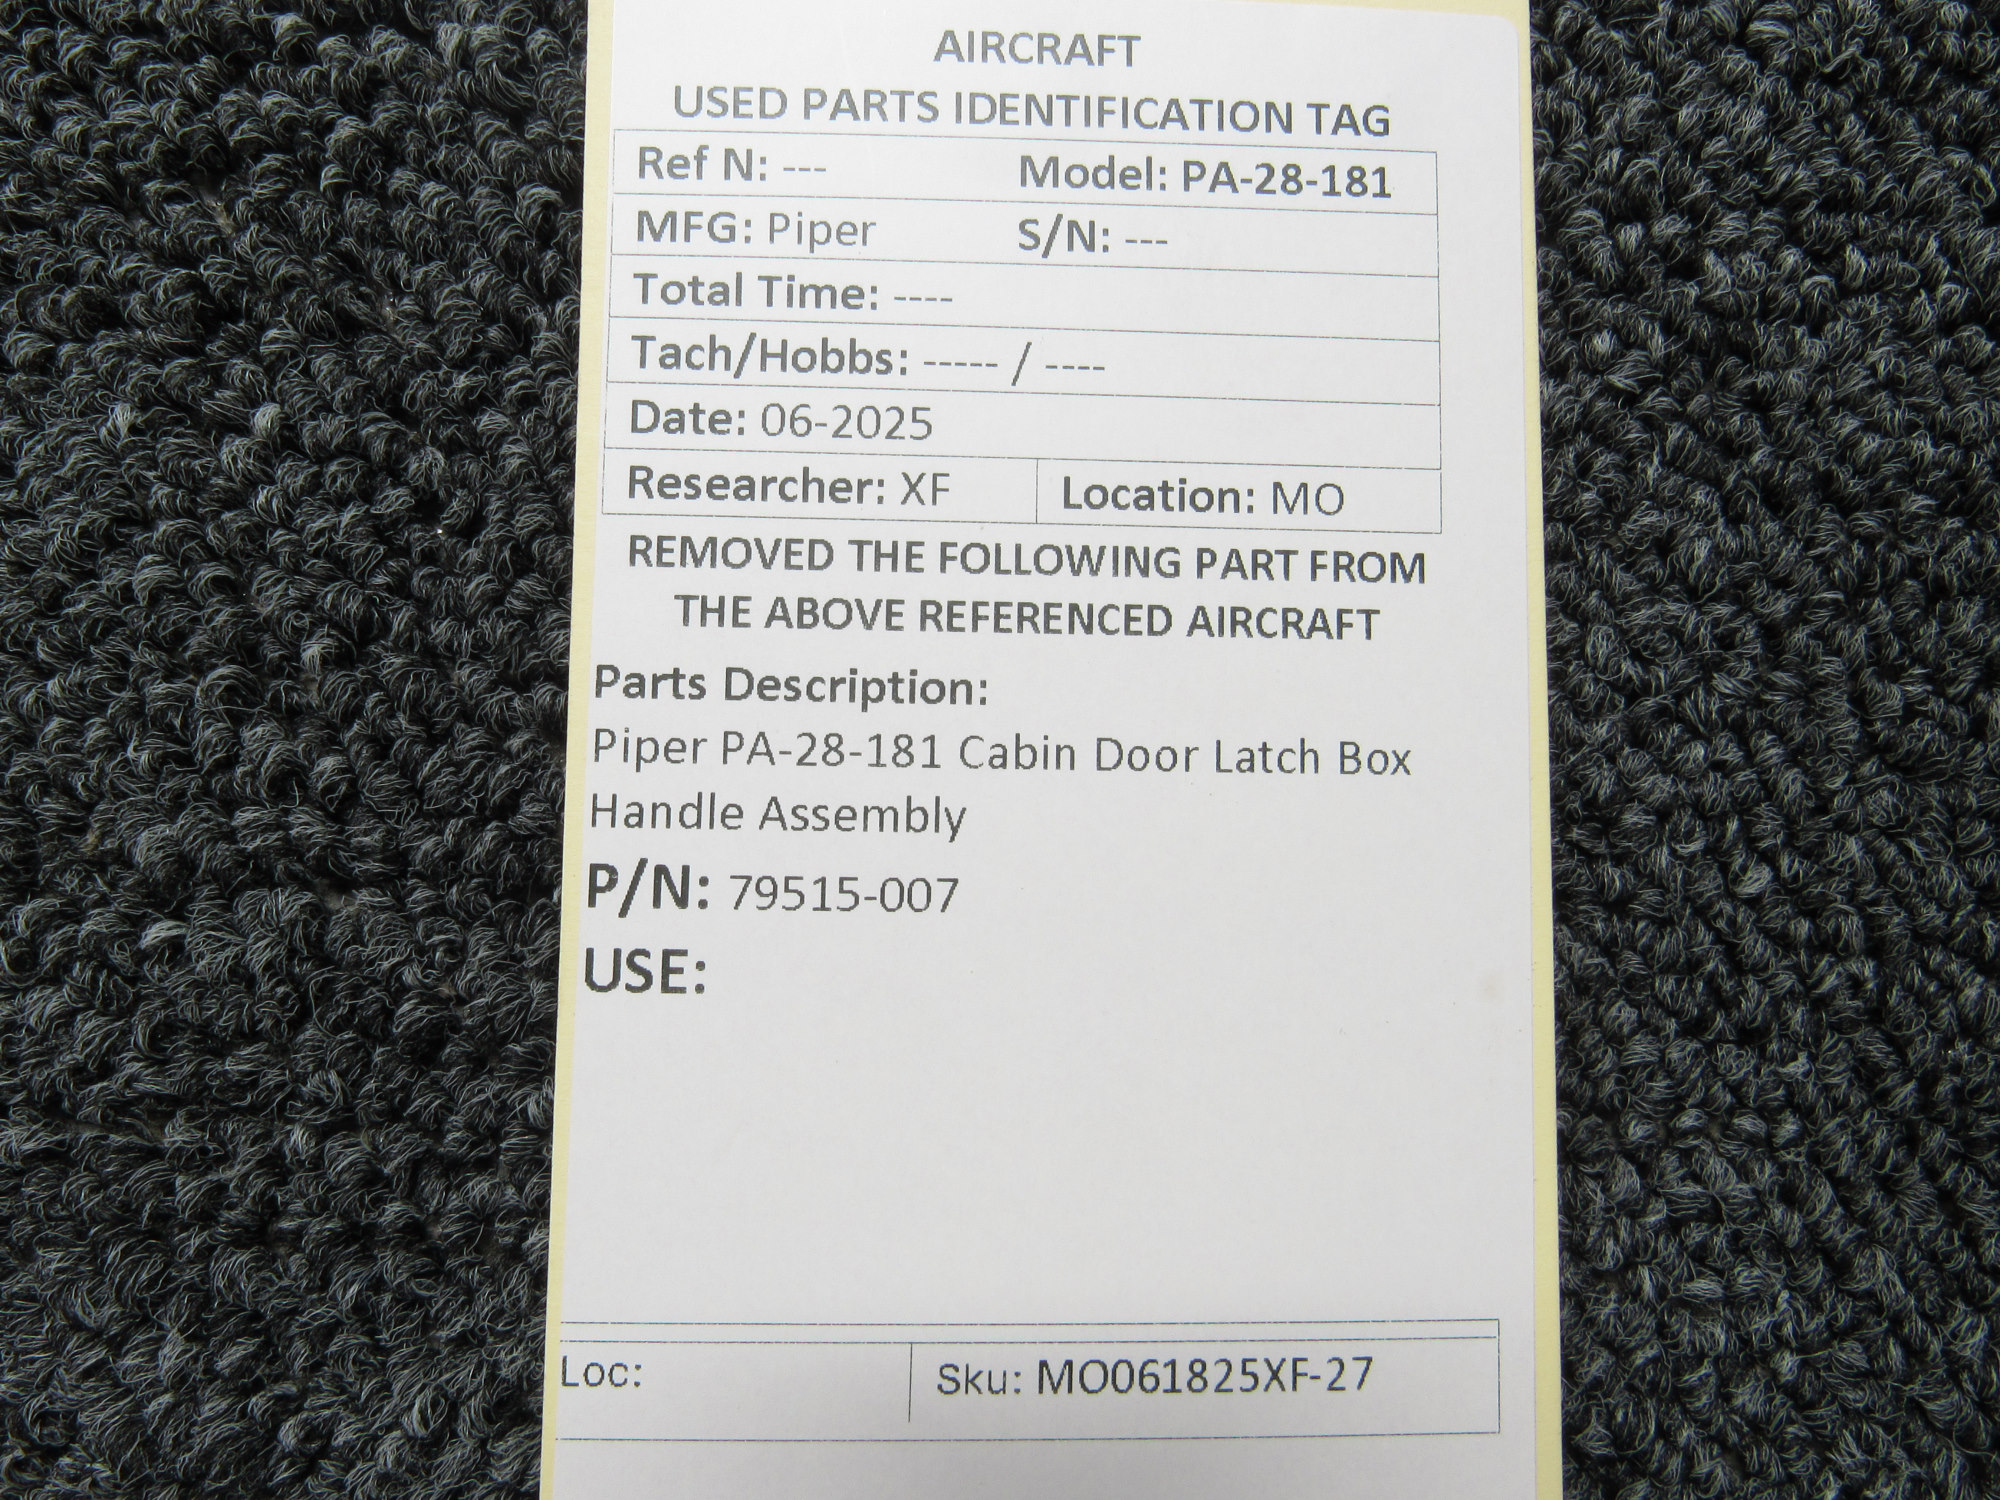 AIRCRAFT
USED PARTS IDENTIFICATION TAG
Ref N: --- Model: PA-28-181
MFG: Piper S/N: ---
Total Time: ----
Tach/Hobbs: ----- / ----
Date: 06-2025
Researcher: XF Location: MO
REMOVED THE FOLLOWING PART FROM
THE ABOVE REFERENCED AIRCRAFT
Parts Description:
Piper PA-28-181 Cabin Door Latch Box
Handle Assembly
P/N: 79515-007
USE:
Loc: Sku: MO061825XF-27